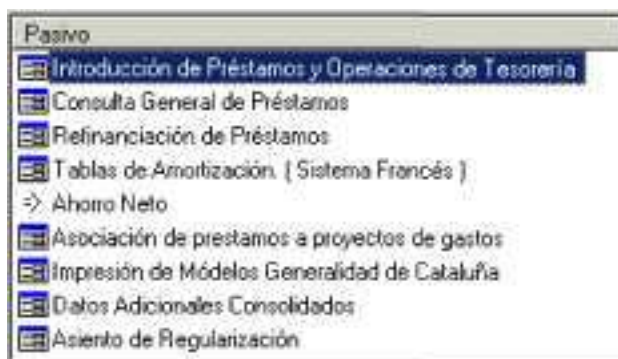 Pasivo
Introducción de Préstamos y Operaciones de Tesorería
Consulta General de Préstamos
Refinanciación de Préstamos
Tablas de Amortización. ( Sistema Francés )
Ahorro Neto
Asociación de prestamos a proyectos de gastos
Impresión de Módelos Generalidad de Cataluña
Datos Adicionales Consolidados
Asiento de Regularización